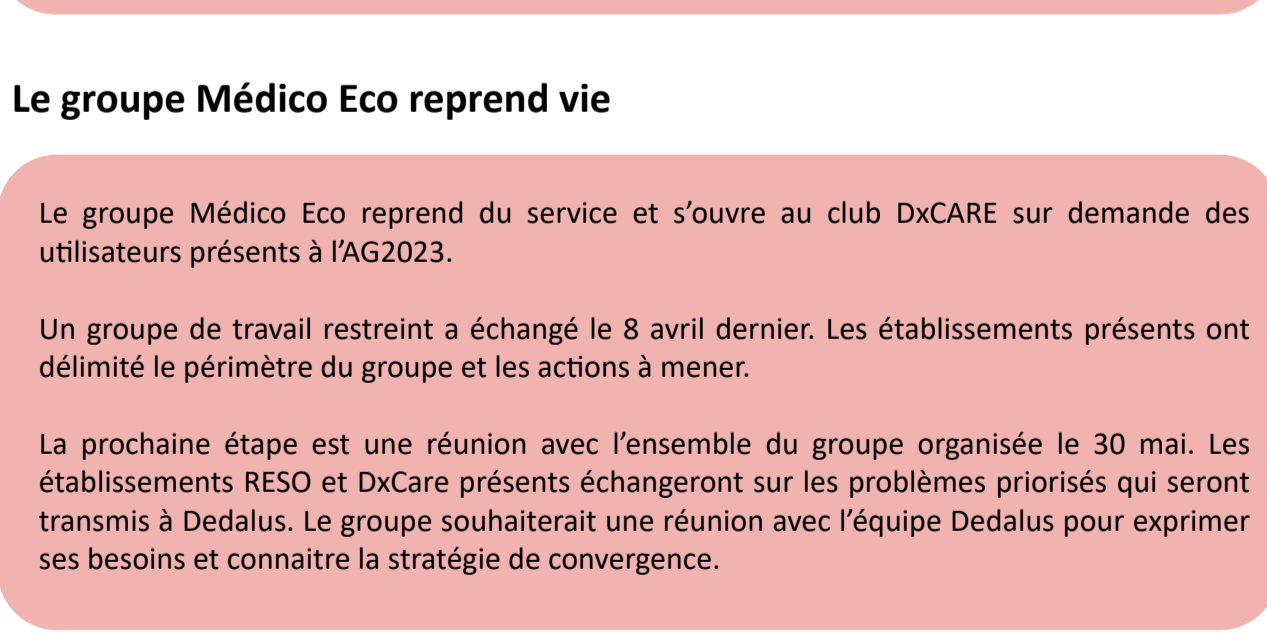 Le groupe Médico Eco reprend vie
Le groupe Médico Eco reprend du service et s’ouvre au club DxCARE sur demande des
utilisateurs présents à l’AG2023.
Un groupe de travail restreint a échangé le 8 avril dernier. Les établissements présents ont
délimité le périmètre du groupe et les actions à mener.
La prochaine étape est une réunion avec l’ensemble du groupe organisée le 30 mai. Les
établissements RESO et DxCare présents échangeront sur les problèmes priorisés qui seront
transmis à Dedalus. Le groupe souhaiterait une réunion avec l’équipe Dedalus pour exprimer
ses besoins et connaitre la stratégie de convergence.